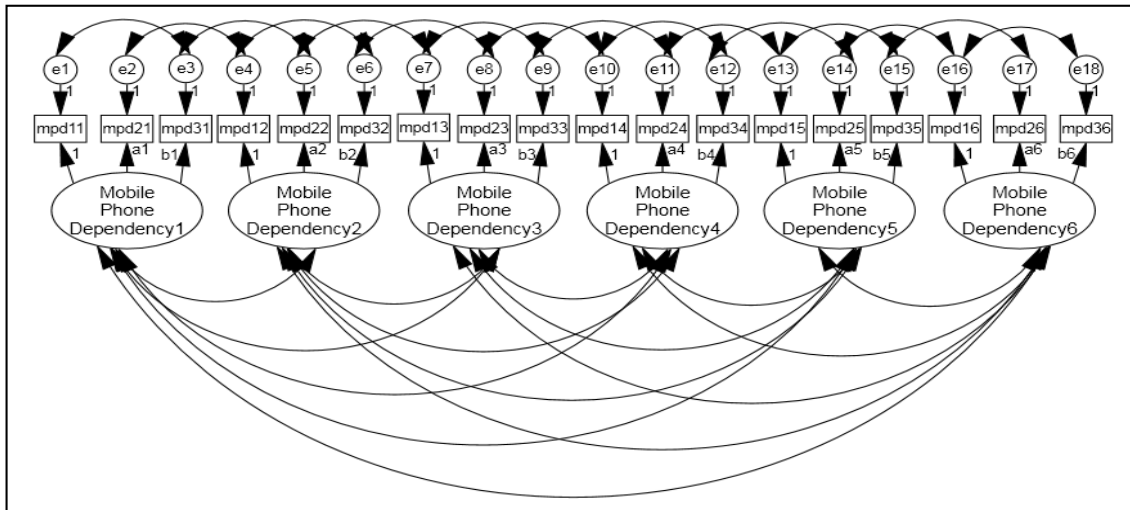 e1 e2 e3 e4 e5 e6 e7 e8 e9 e10 e11 e12 e13 e14 e15 e16 e17 e18
1 1 1 1 1 1 1 1 1 1 1 1 1 1 1 1 1 1
mpd11 mpd21 mpd31 mpd12 mpd22 mpd32 mpd13 mpd23 mpd33 mpd14 mpd24 mpd34 mpd15 mpd25 mpd35 mpd16 mpd26 mpd36
1 a1 b1 1 a2 b2 1 a3 b3 1 a4 b4 1 a5 b5 1 a6 b6
Mobile
Phone
Dependency1
Mobile
Phone
Dependency2
Mobile
Phone
Dependency3
Mobile
Phone
Dependency4
Mobile
Phone
Dependency5
Mobile
Phone
Dependency6